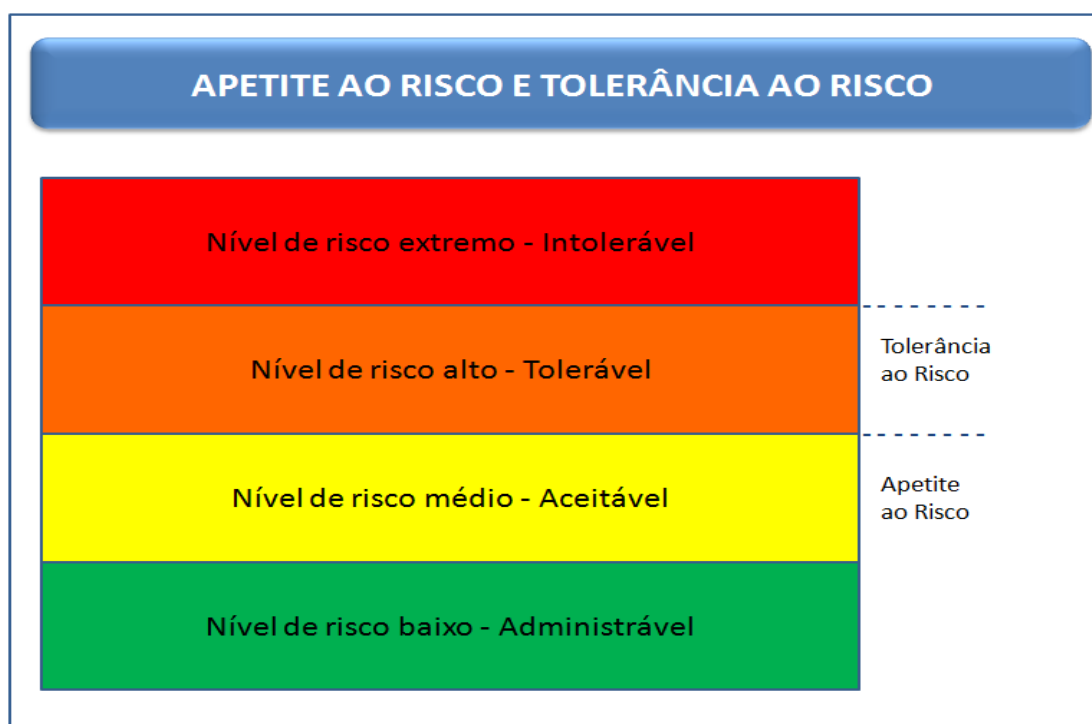 APETITE AO RISCO E TOLERÂNCIA AO RISCO
Nível de risco extremo - Intolerável
Nível de risco alto - Tolerável
Tolerância
ao Risco
Nível de risco médio - Aceitável
Apetite
ao Risco
Nível de risco baixo - Administrável